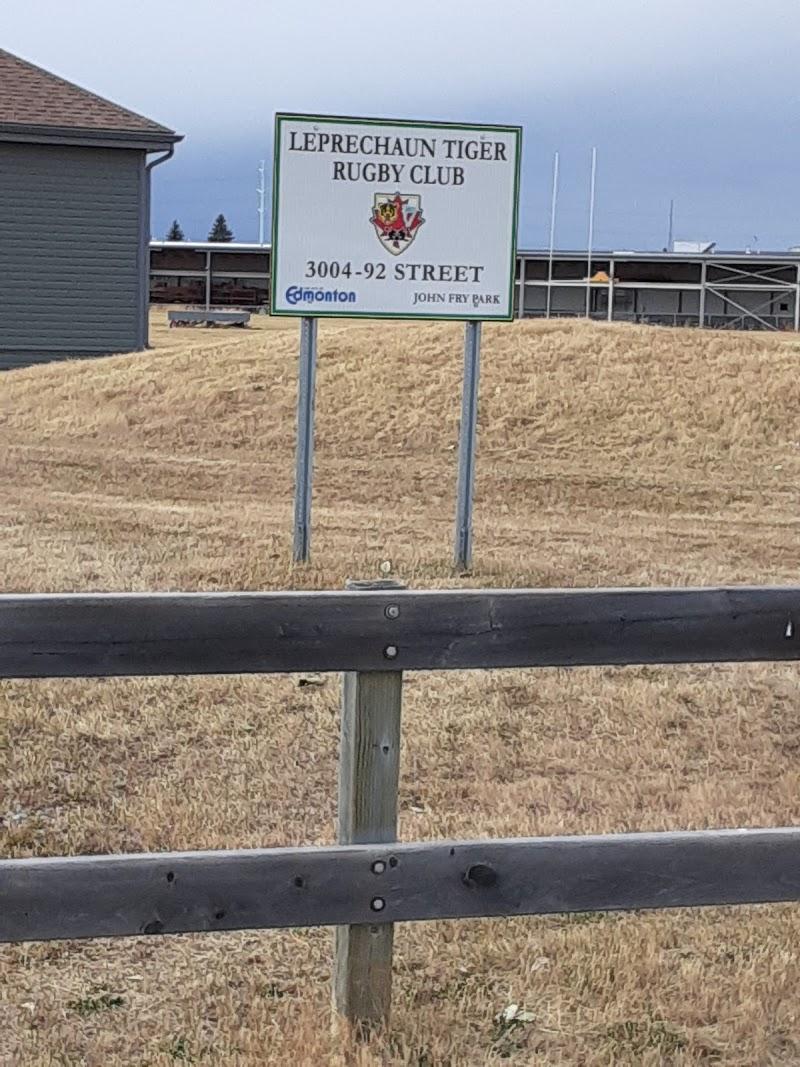 LEPRECHAUN TIGER
RUGBY CLUB
3004-92 STREET
Edmonton
JOHN FRY PARK